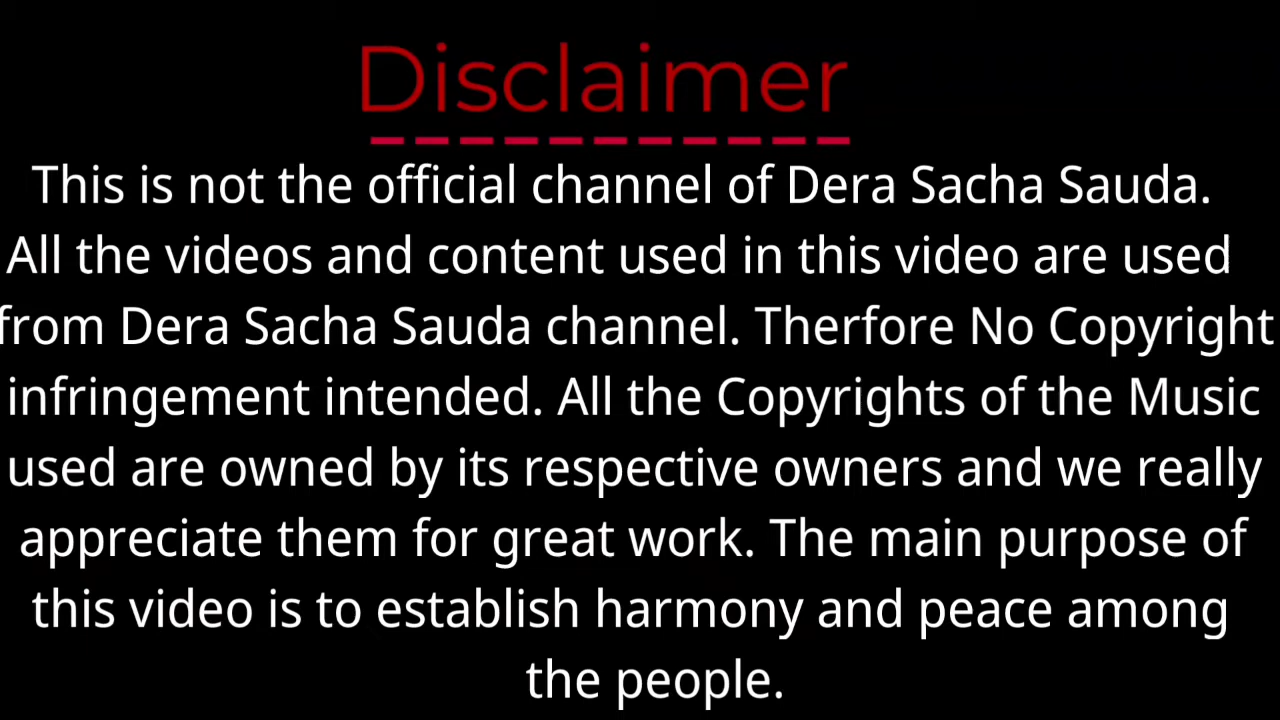 Disclaimer
This is not the official channel of Dera Sacha Sauda.
All the videos and content used in this video are used
from Dera Sacha Sauda channel. Therfore No Copyright
infringement intended. All the Copyrights of the Music
used are owned by its respective owners and we really
appreciate them for great work. The main purpose of
this video is to establish harmony and peace among
the people.